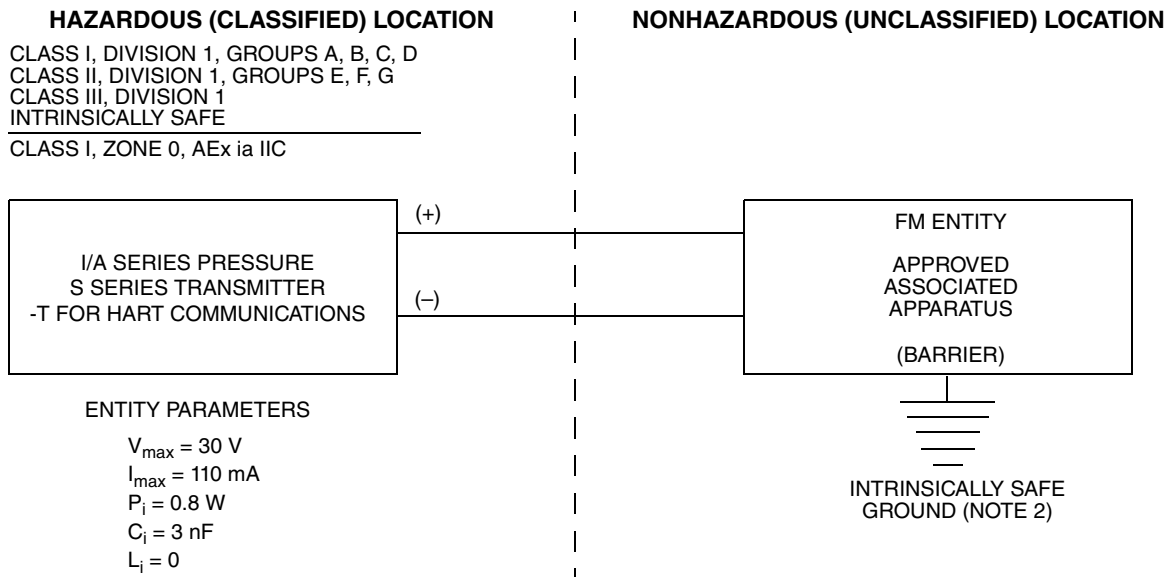 HAZARDOUS (CLASSIFIED) LOCATION
CLASS I, DIVISION 1, GROUPS A, B, C, D
CLASS II, DIVISION 1, GROUPS E, F, G
CLASS III, DIVISION 1
INTRINSICALLY SAFE
CLASS I, ZONE 0, AEx ia IIC
NONHAZARDOUS (UNCLASSIFIED) LOCATION
I/A SERIES PRESSURE
S SERIES TRANSMITTER
-T FOR HART COMMUNICATIONS
(+)
(–)
FM ENTITY
APPROVED
ASSOCIATED
APPARATUS
(BARRIER)
ENTITY PARAMETERS
Vmax = 30 V
Imax = 110 mA
Pi = 0.8 W
Ci = 3 nF
Li = 0
INTRINSICALLY SAFE
GROUND (NOTE 2)